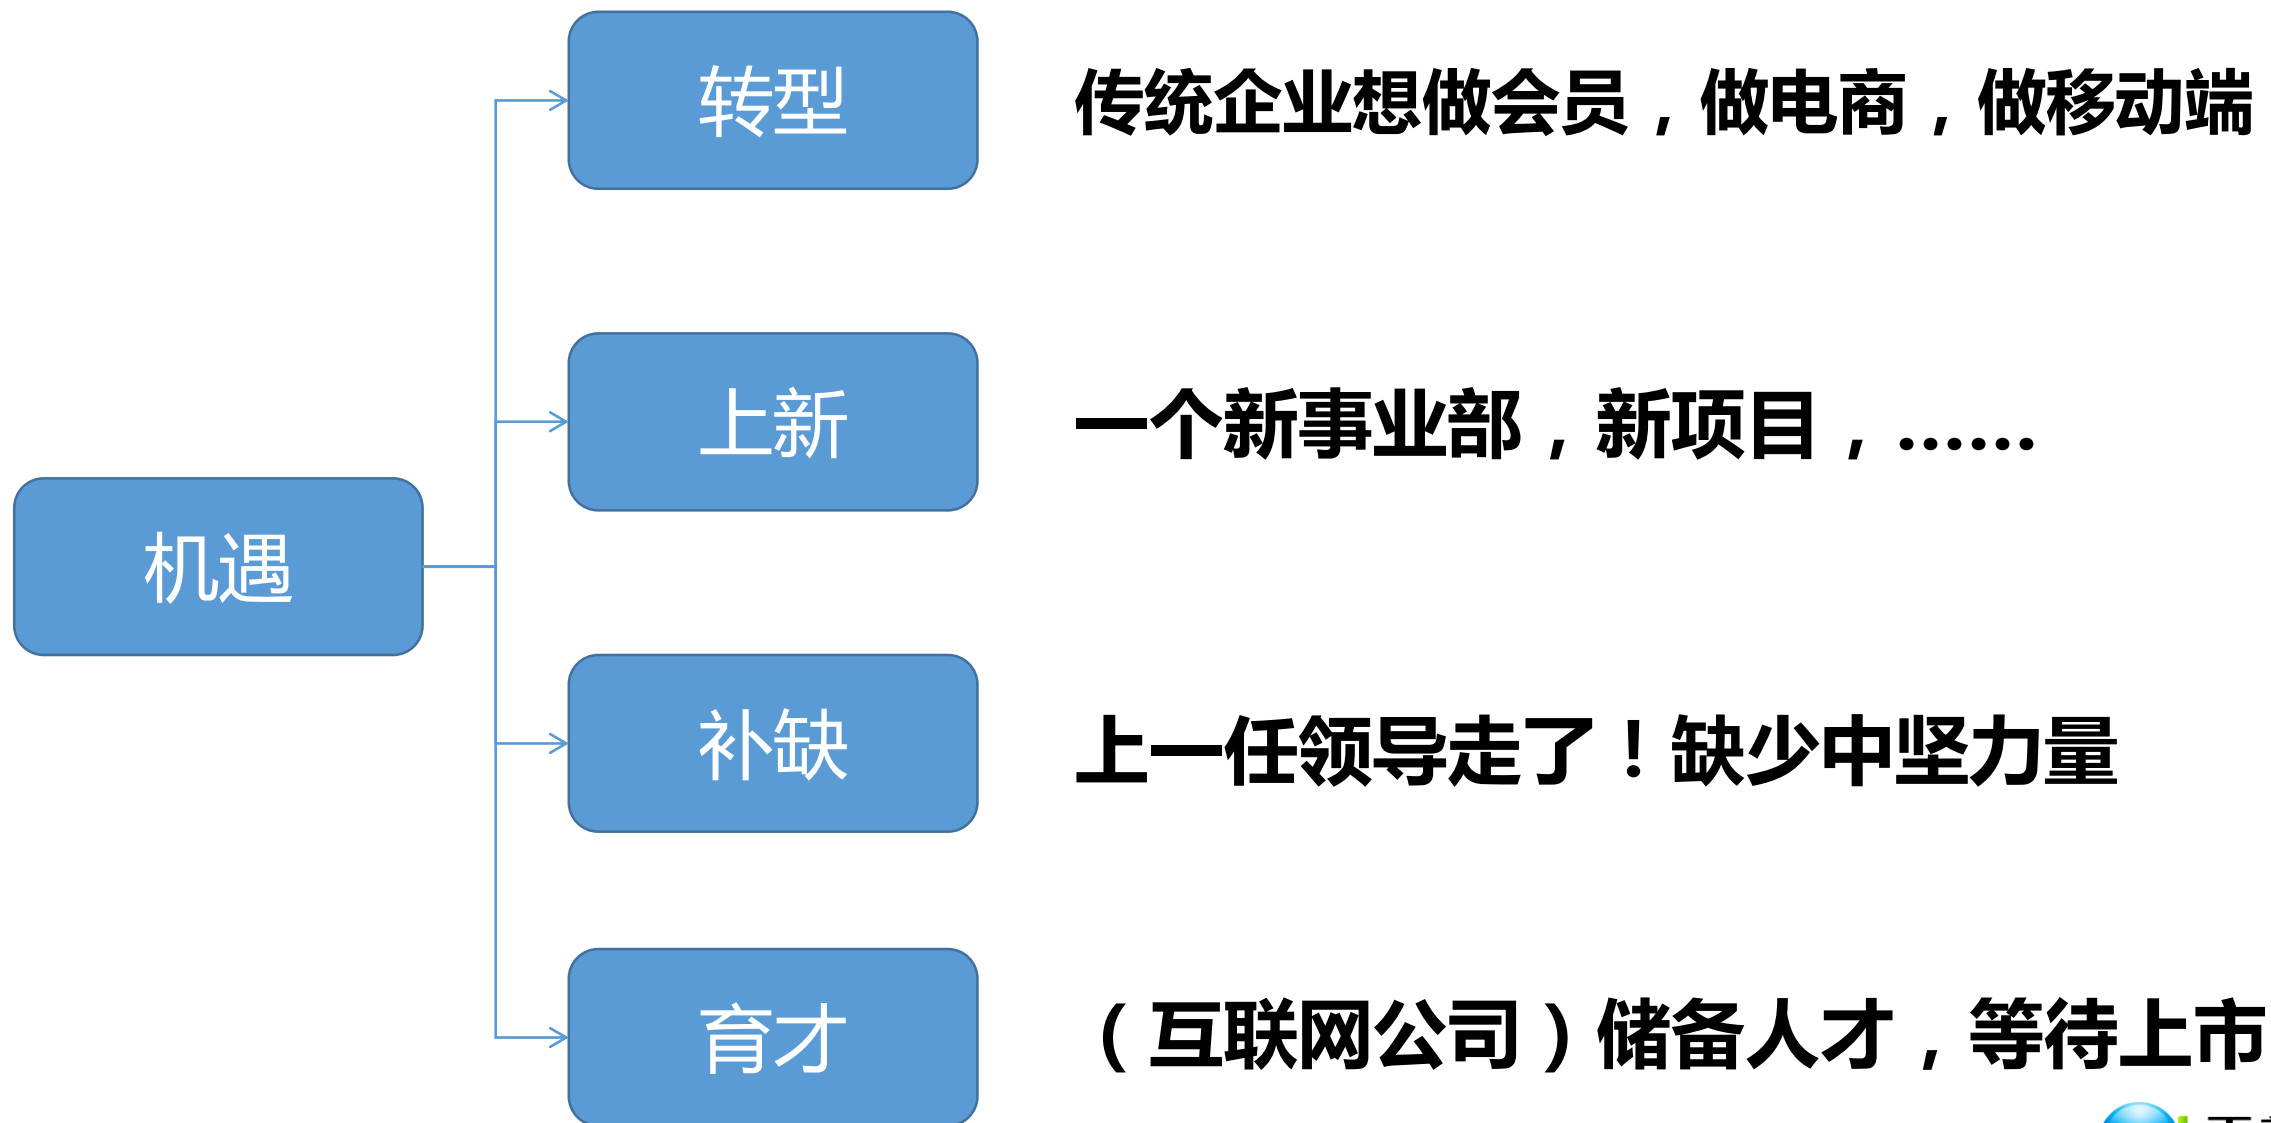 转型
传统企业想做会员，做电商，做移动端
上新
一个新事业部，新项目，……
机遇
补缺
上一任领导走了！缺少中坚力量
育才
（互联网公司）储备人才，等待上市